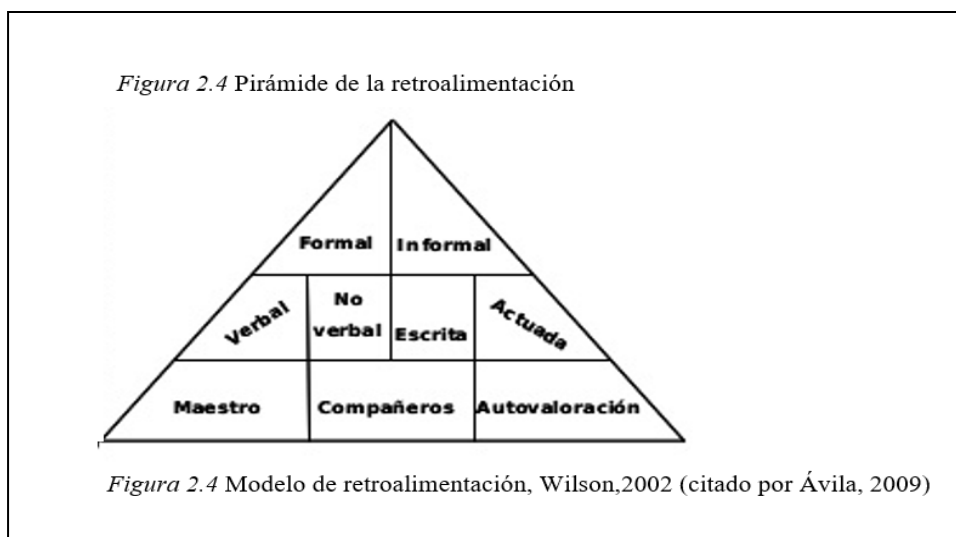 Figura 2.4 Pirámide de la retroalimentación
Formal Informal
Verbal No verbal Escrita Actuada
Maestro Compañeros Autovaloración
Figura 2.4 Modelo de retroalimentación, Wilson,2002 (citado por Ávila, 2009)